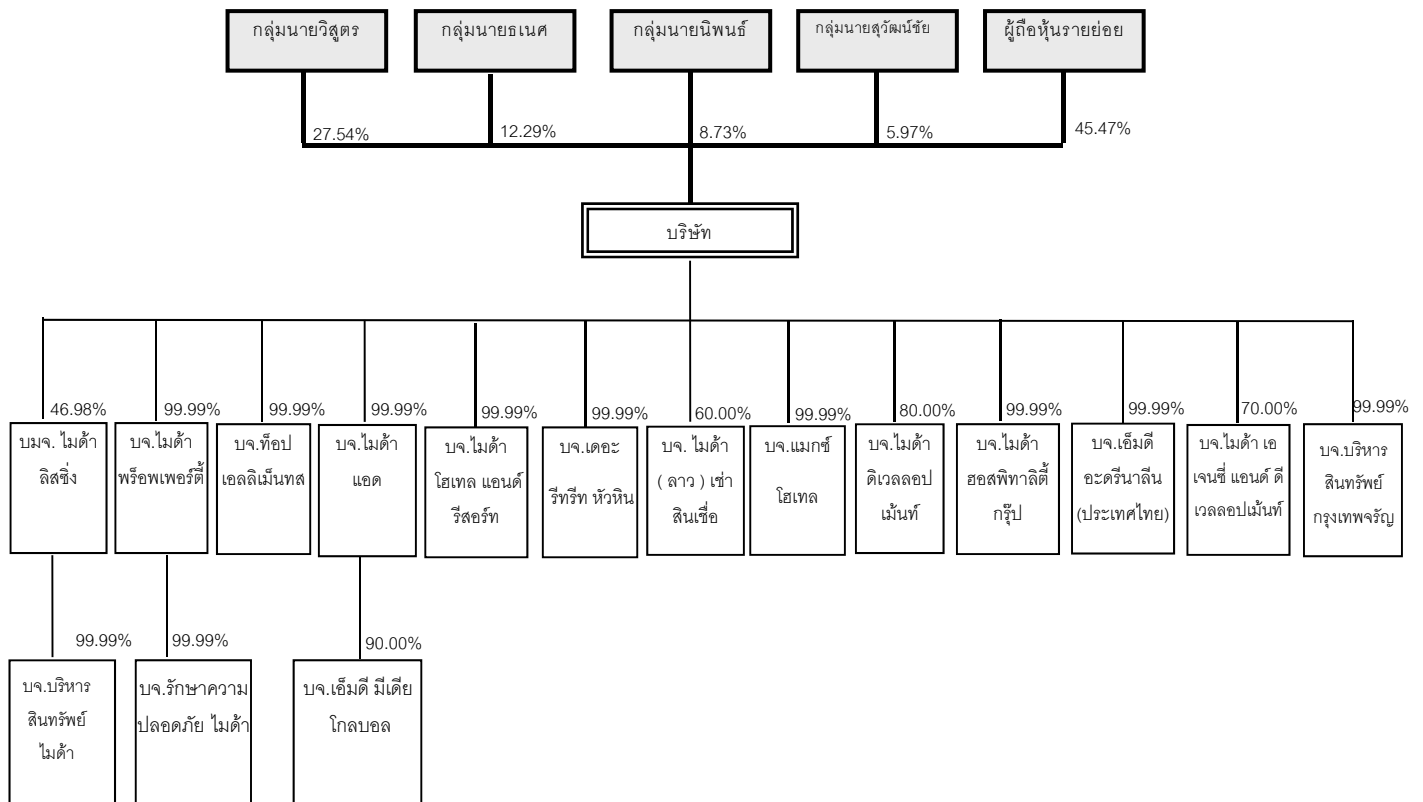 กลุ่มนายวิสูตร
กลุ่มนายธเนศ
กลุ่มนายนิพนธ์
กลุ่มนายสุวัฒน์ชัย
ผู้ถือหุ้นรายย่อย
27.54%
12.29%
8.73%
5.97%
45.47%
บริษัท
46.98%
99.99%
99.99%
99.99%
99.99%
99.99%
60.00%
99.99%
80.00%
99.99%
99.99%
70.00%
99.99%
บมจ. ไมด้า
ลิสซิ่ง
บจ.ไมด้า
พร็อพเพอร์ตี้
บจ.ท็อป
เอลลิเม็นทส
บจ.ไมด้า
แอด
บจ.ไมด้า
โฮเทล แอนด์
รีสอร์ท
บจ.เดอะ
รีทรีท หัวหิน
บจ. ไมด้า
( ลาว ) เช่า
สินเชื่อ
บจ.แมกซ์
โฮเทล
บจ.ไมด้า
ดิเวลลอป
เม้นท์
บจ.ไมด้า
ฮอสพิทาลิตี้
กรุ๊ป
บจ.เอ็มดี
อะดรีนาลีน
(ประเทศไทย)
บจ.ไมด้า เอ
เจนซี่ แอนด์ ดี
เวลลอปเม้นท์
บจ.บริหาร
สินทรัพย์
กรุงเทพจรัญ
99.99%
99.99%
90.00%
บจ.บริหาร
สินทรัพย์
ไมด้า
บจ.รักษาความ
ปลอดภัย ไมด้า
บจ.เอ็มดี มีเดีย
โกลบอล